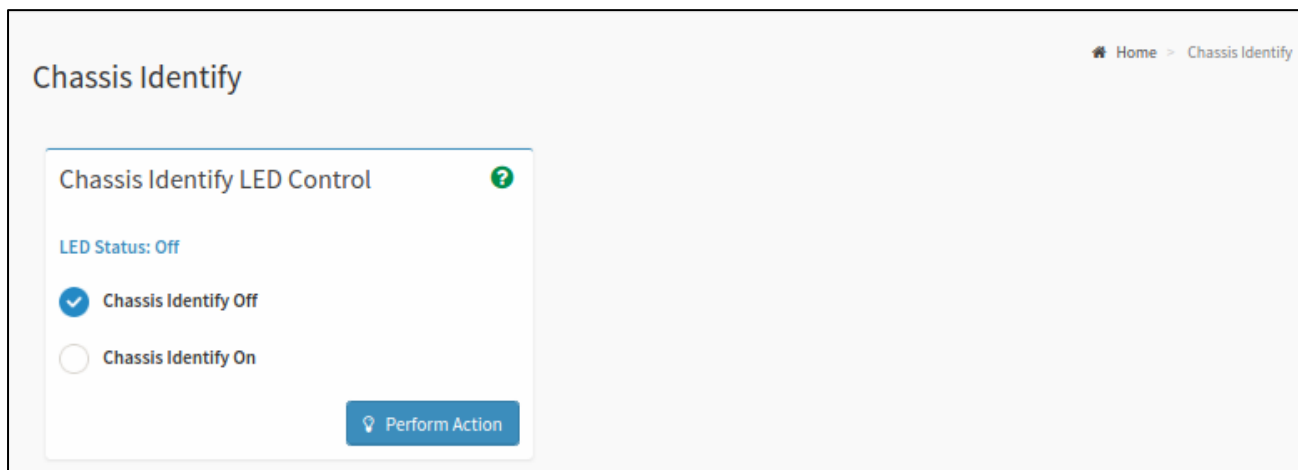 Home > Chassis Identify
Chassis Identify
Chassis Identify LED Control
LED Status: Off
Chassis Identify Off
Chassis Identify On
Perform Action